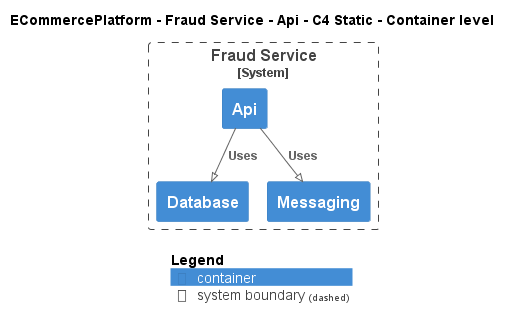 ECommercePlatform - Fraud Service - Api - C4 Static - Container level
Fraud Service
[System]
Api
Uses
Uses
Database
Messaging
Legend
container
system boundary (dashed)